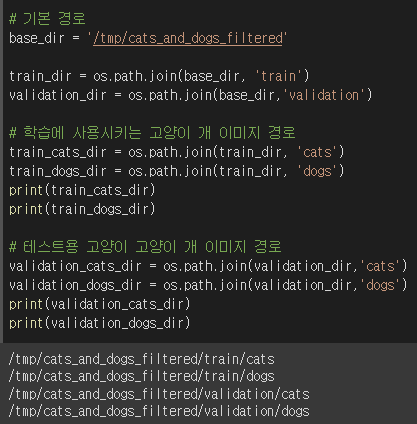 # 기본 경로
base_dir = '/tmp/cats_and_dogs_filtered'
train_dir = os.path.join(base_dir, 'train')
validation_dir = os.path.join(base_dir,'validation')
# 학습에 사용시키는 고양이 개 이미지 경로
train_cats_dir = os.path.join(train_dir, 'cats')
train_dogs_dir = os.path.join(train_dir, 'dogs')
print(train_cats_dir)
print(train_dogs_dir)
# 테스트용 고양이 고양이 개 이미지 경로
validation_cats_dir = os.path.join(validation_dir,'cats')
validation_dogs_dir = os.path.join(validation_dir,'dogs')
print(validation_cats_dir)
print(validation_dogs_dir)
/tmp/cats_and_dogs_filtered/train/cats
/tmp/cats_and_dogs_filtered/train/dogs
/tmp/cats_and_dogs_filtered/validation/cats
/tmp/cats_and_dogs_filtered/validation/dogs